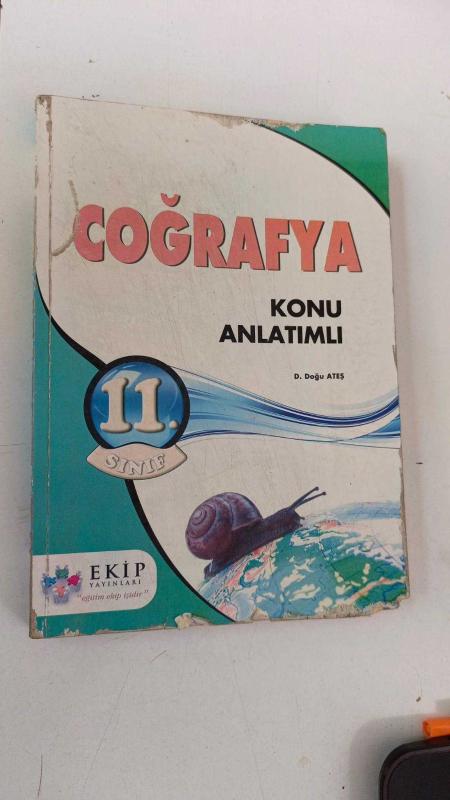 COĞRAFYA
KONU
ANLATIMLI
D. Doğu ATEŞ
11.
SINIF
EKİP
YAYINLARI
"eğitim ekip işidir"